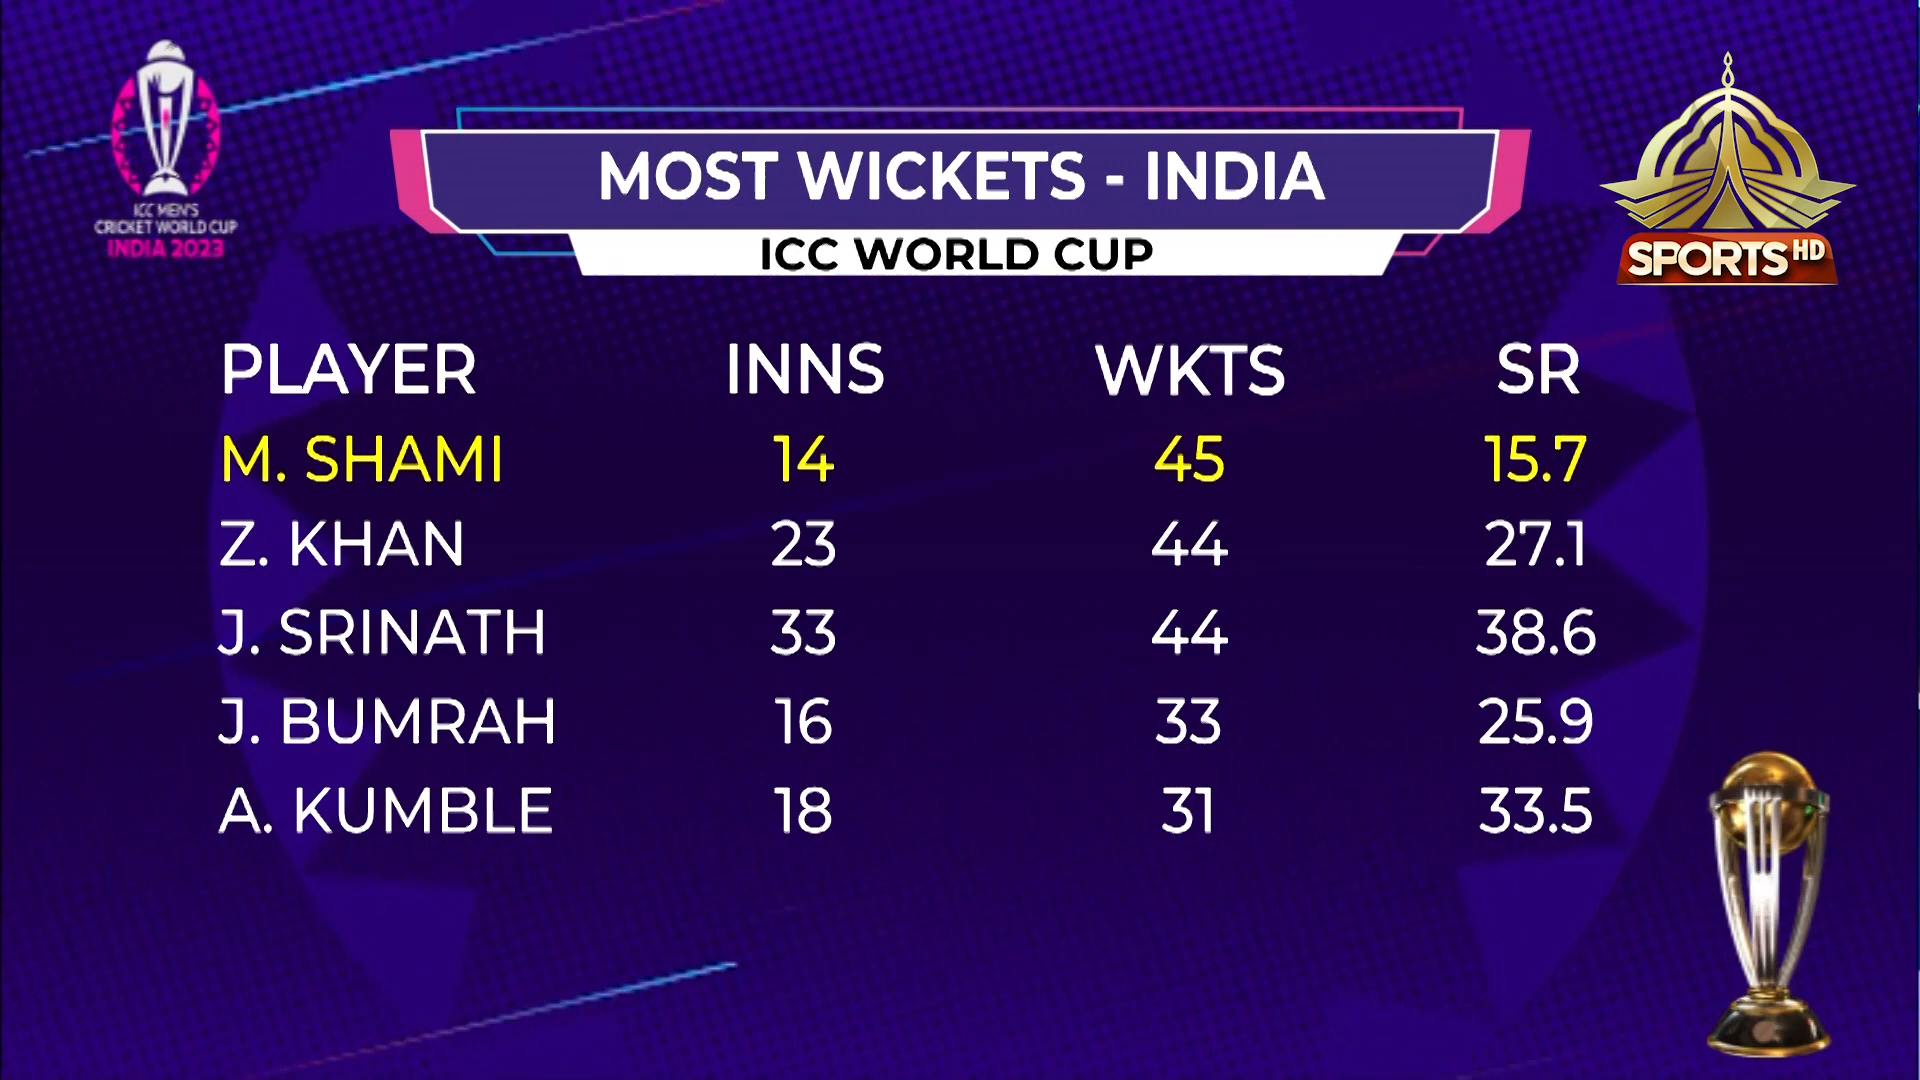 ICC MEN'S
CRICKET WORLD CUP
INDIA 2023
MOST WICKETS - INDIA
ICC WORLD CUP
SPORTS HD
PLAYER INNS WKTS SR
M. SHAMI 14 45 15.7
Z. KHAN 23 44 27.1
J. SRINATH 33 44 38.6
J. BUMRAH 16 33 25.9
A. KUMBLE 18 31 33.5